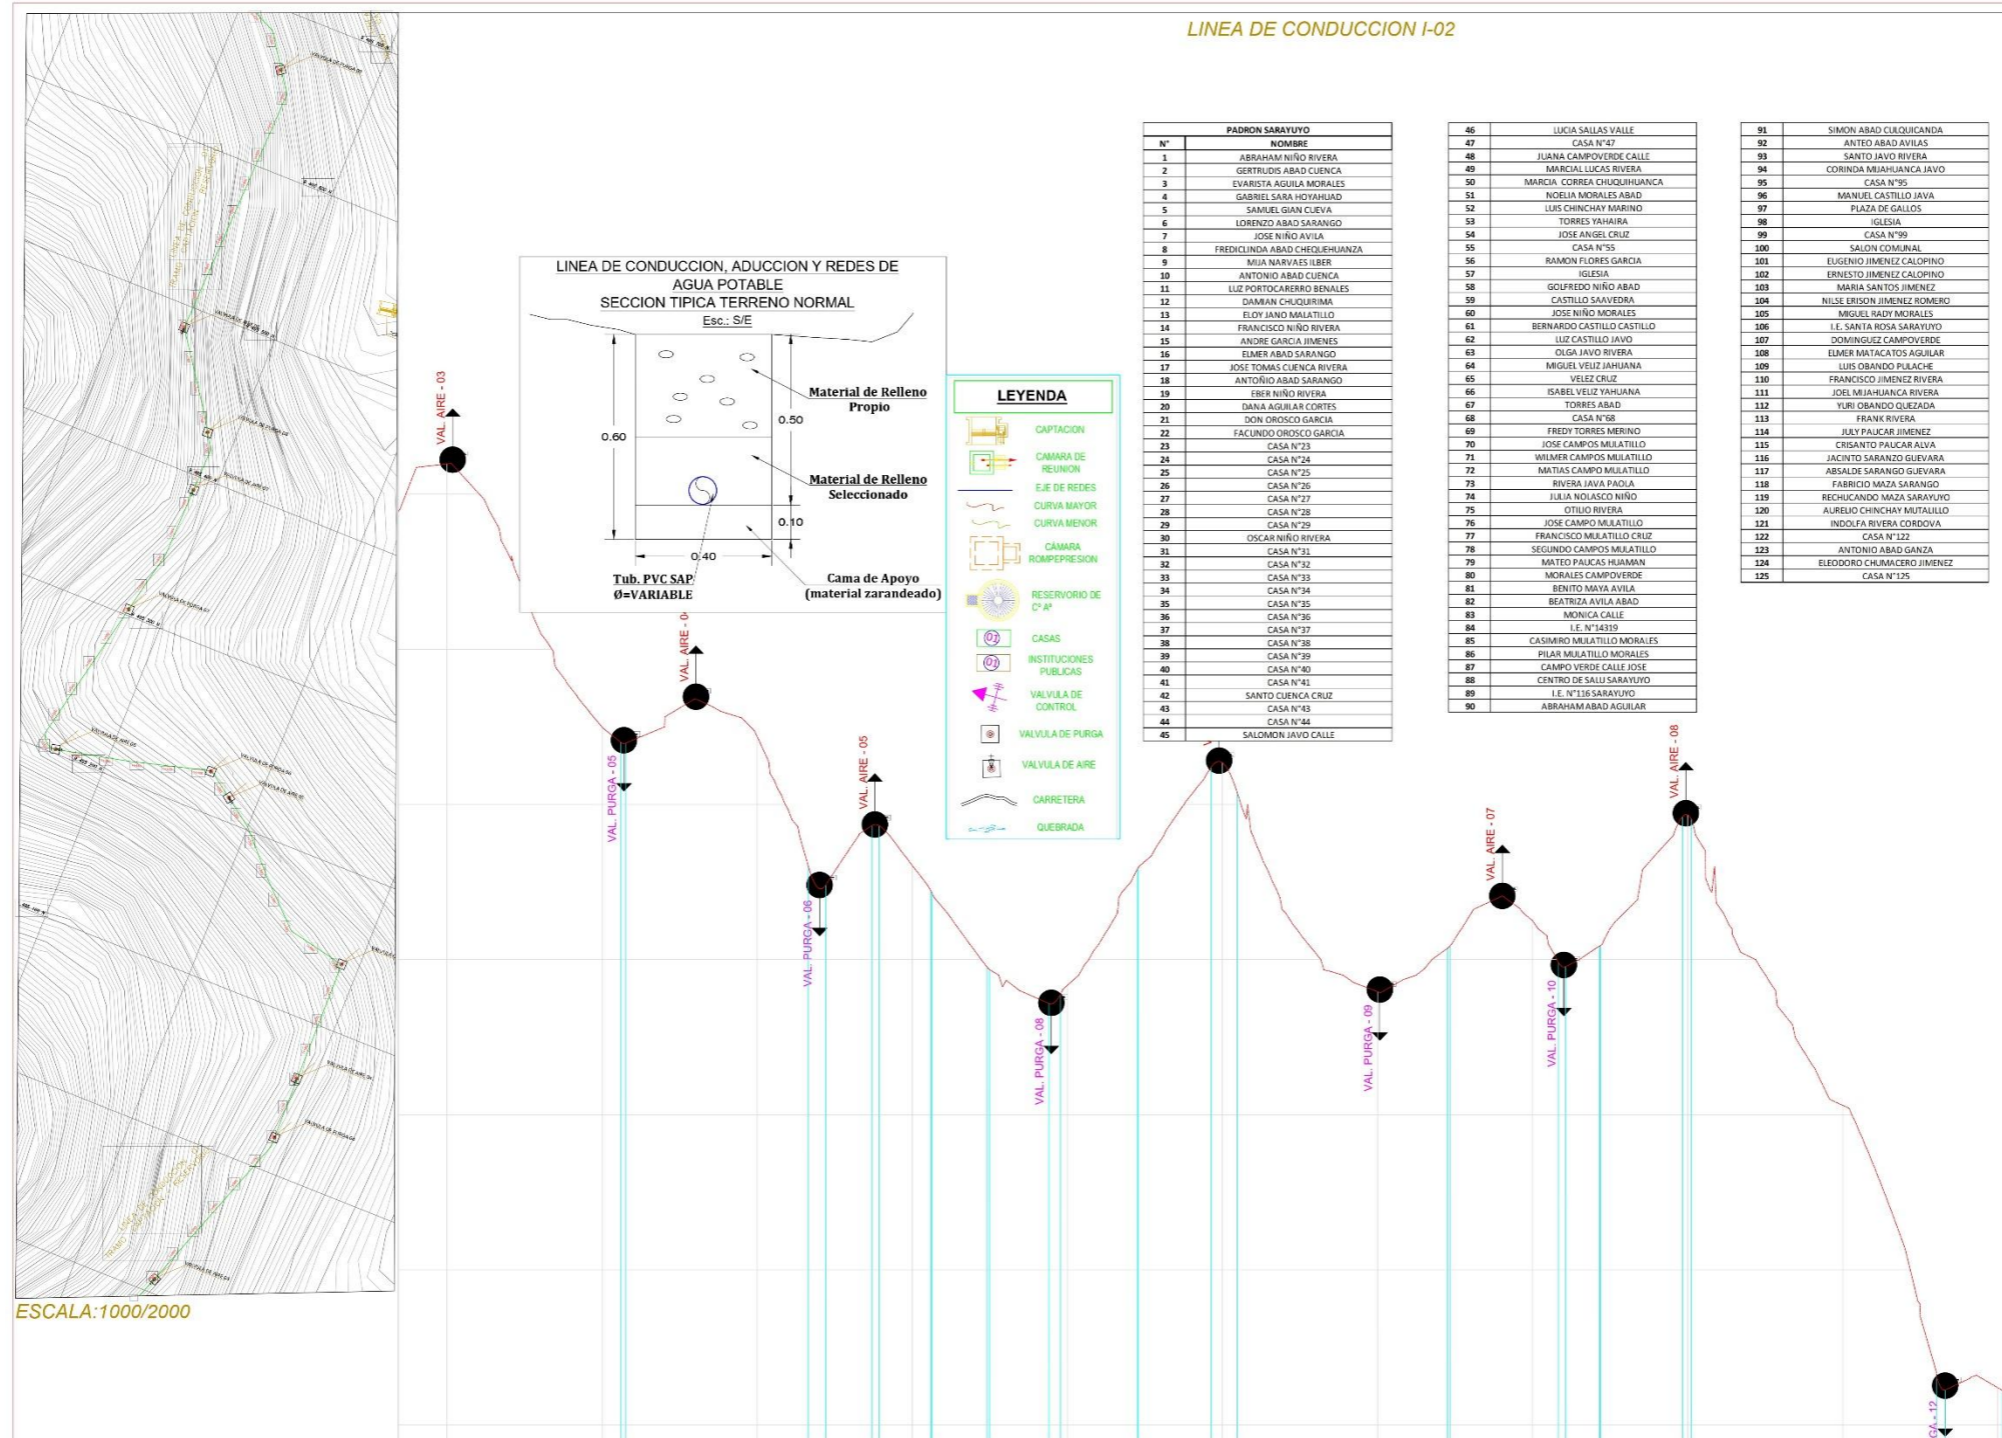 LINEA DE CONDUCCION I-02
ESCALA:1000/2000
LINEA DE CONDUCCION, ADUCCION Y REDES DE
AGUA POTABLE
SECCION TIPICA TERRENO NORMAL
Esc.: S/E
Material de Relleno
Propio
0.50
0.60
Material de Relleno
Seleccionado
0.10
0.40
Tub. PVC SAP
Ø=VARIABLE
Cama de Apoyo
(material zarandeado)
LEYENDA
CAPTACION
CAMARA DE
REUNION
EJE DE REDES
CURVA MAYOR
CURVA MENOR
CÁMARA
ROMPEPRESION
RESERVORIO DE
C° A°
CASAS
INSTITUCIONES
PUBLICAS
VALVULA DE
CONTROL
VALVULA DE PURGA
VALVULA DE AIRE
CARRETERA
QUEBRADA
PADRON SARAYUYO
N° NOMBRE
1 ABRAHAM NIÑO RIVERA
2 GERTRUDIS ABAD CUENCA
3 EVARISTA AGUILA MORALES
4 GABRIEL SARA HOYAHUAD
5 SAMUEL GIAN CUEVA
6 LORENZO ABAD SARANGO
7 JOSE NIÑO AVILA
8 FREDICLINDA ABAD CHEQUEHUANZA
9 MIJA NARVAES ILBER
10 ANTONIO ABAD CUENCA
11 LUZ PORTOCARERRO BENALES
12 DAMIAN CHUQUIRIMA
13 ELOY JANO MALATILLO
14 FRANCISCO NIÑO RIVERA
15 ANDRE GARCIA JIMENES
16 ELMER ABAD SARANGO
17 JOSE TOMAS CUENCA RIVERA
18 ANTOÑIO ABAD SARANGO
19 EBER NIÑO RIVERA
20 DANA AGUILAR CORTES
21 DON OROSCO GARCIA
22 FACUNDO OROSCO GARCIA
23 CASA N°23
24 CASA N°24
25 CASA N°25
26 CASA N°26
27 CASA N°27
28 CASA N°28
29 CASA N°29
30 OSCAR NIÑO RIVERA
31 CASA N°31
32 CASA N°32
33 CASA N°33
34 CASA N°34
35 CASA N°35
36 CASA N°36
37 CASA N°37
38 CASA N°38
39 CASA N°39
40 CASA N°40
41 CASA N°41
42 SANTO CUENCA CRUZ
43 CASA N°43
44 CASA N°44
45 SALOMON JAVO CALLE
46 LUCIA SALLAS VALLE
47 CASA N°47
48 JUANA CAMPOVERDE CALLE
49 MARCIAL LUCAS RIVERA
50 MARCIA CORREA CHUQUIHUANCA
51 NOELIA MORALES ABAD
52 LUIS CHINCHAY MARINO
53 TORRES YAHAIRA
54 JOSE ANGEL CRUZ
55 CASA N°55
56 RAMON FLORES GARCIA
57 IGLESIA
58 GOLFREDO NIÑO ABAD
59 CASTILLO SAAVEDRA
60 JOSE NIÑO MORALES
61 BERNARDO CASTILLO CASTILLO
62 LUZ CASTILLO JAVO
63 OLGA JAVO RIVERA
64 MIGUEL VELIZ JAHUANA
65 VELEZ CRUZ
66 ISABEL VELIZ YAHUANA
67 TORRES ABAD
68 CASA N°68
69 FREDY TORRES MERINO
70 JOSE CAMPOS MULATILLO
71 WILMER CAMPOS MULATILLO
72 MATIAS CAMPO MULATILLO
73 RIVERA JAVA PAOLA
74 JULIA NOLASCO NIÑO
75 OTILIO RIVERA
76 JOSE CAMPO MULATILLO
77 FRANCISCO MULATILLO CRUZ
78 SEGUNDO CAMPOS MULATILLO
79 MATEO PAUCAS HUAMAN
80 MORALES CAMPOVERDE
81 BENITO MAYA AVILA
82 BEATRIZA AVILA ABAD
83 MONICA CALLE
84 I.E. N°14319
85 CASIMIRO MULATILLO MORALES
86 PILAR MULATILLO MORALES
87 CAMPO VERDE CALLE JOSE
88 CENTRO DE SALU SARAYUYO
89 I.E. N°116 SARAYUYO
90 ABRAHAM ABAD AGUILAR
91 SIMON ABAD CULQUICANDA
92 ANTEO ABAD AVILAS
93 SANTO JAVO RIVERA
94 CORINDA MIJAHUANCA JAVO
95 CASA N°95
96 MANUEL CASTILLO JAVA
97 PLAZA DE GALLOS
98 IGLESIA
99 CASA N°99
100 SALON COMUNAL
101 EUGENIO JIMENEZ CALOPINO
102 ERNESTO JIMENEZ CALOPINO
103 MARIA SANTOS JIMENEZ
104 NILSE ERISON JIMENEZ ROMERO
105 MIGUEL RADY MORALES
106 I.E. SANTA ROSA SARAYUYO
107 DOMINGUEZ CAMPOVERDE
108 ELMER MATACATOS AGUILAR
109 LUIS OBANDO PULACHE
110 FRANCISCO JIMENEZ RIVERA
111 JOEL MIJAHUANCA RIVERA
112 YURI OBANDO QUEZADA
113 FRANK RIVERA
114 JULY PAUCAR JIMENEZ
115 CRISANTO PAUCAR ALVA
116 JACINTO SARANZO GUEVARA
117 ABSALDE SARANGO GUEVARA
118 FABRICIO MAZA SARANGO
119 RECHUCANDO MAZA SARAYUYO
120 AURELIO CHINCHAY MUTALILLO
121 INDOLFA RIVERA CORDOVA
122 CASA N°122
123 ANTONIO ABAD GANZA
124 ELEODORO CHUMACERO JIMENEZ
125 CASA N°125
VAL. AIRE - 03
VAL. PURGA - 05
VAL. AIRE - 04
VAL. PURGA - 06
VAL. AIRE - 05
VAL. PURGA - 08
VAL. PURGA - 09
VAL. AIRE - 07
VAL. PURGA - 10
VAL. AIRE - 08
GA - 12